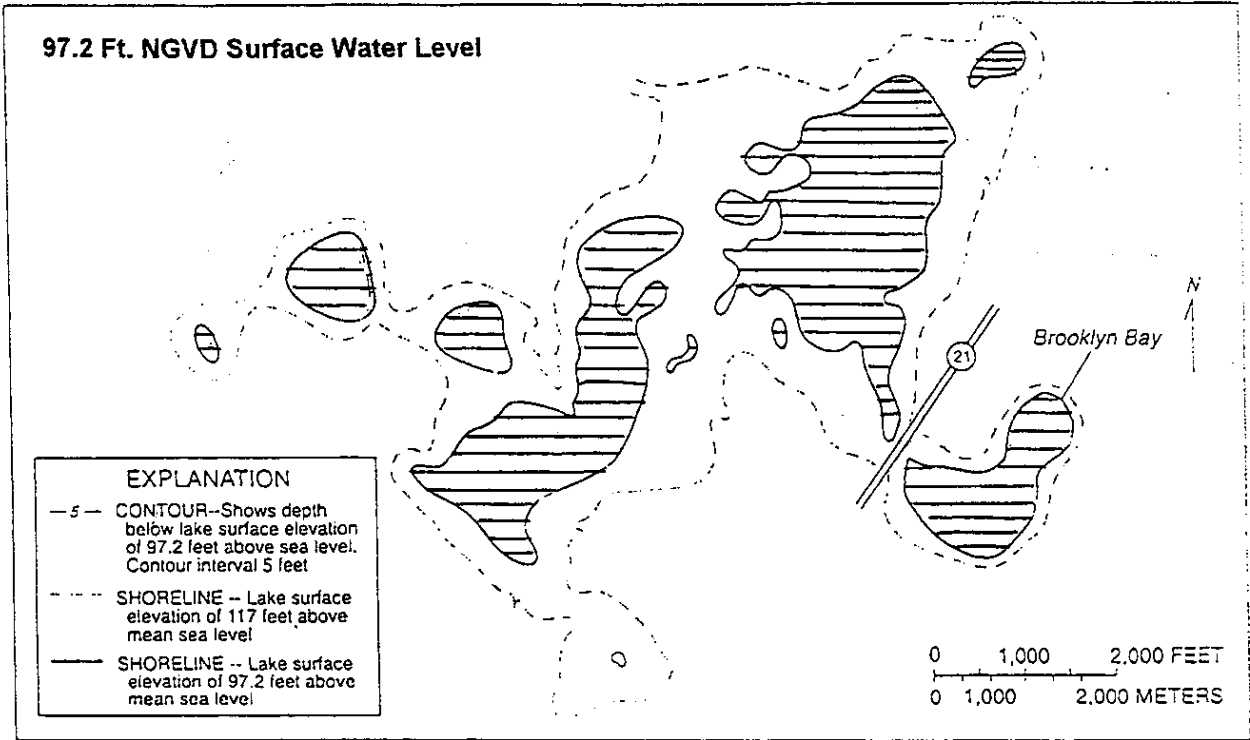 97.2 Ft. NGVD Surface Water Level
N
Brooklyn Bay
21
EXPLANATION
—5— CONTOUR--Shows depth
below lake surface elevation
of 97.2 feet above sea level.
Contour interval 5 feet
SHORELINE -- Lake surface
elevation of 117 feet above
mean sea level
SHORELINE -- Lake surface
elevation of 97.2 feet above
mean sea level
0 1,000 2,000 FEET
0 1,000 2,000 METERS